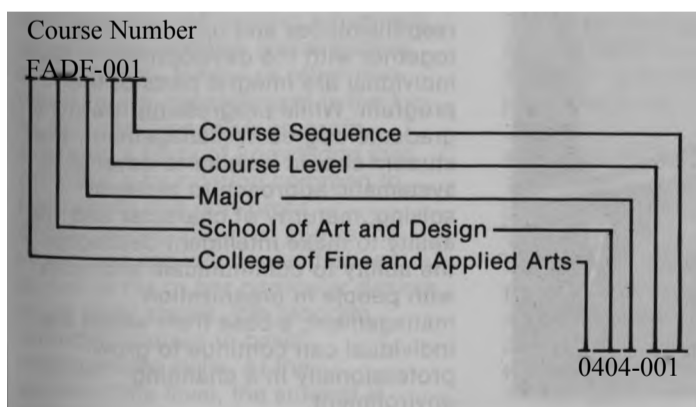 Course Number
FADF-001
Course Sequence
Course Level
Major
School of Art and Design
College of Fine and Applied Arts
0404-001